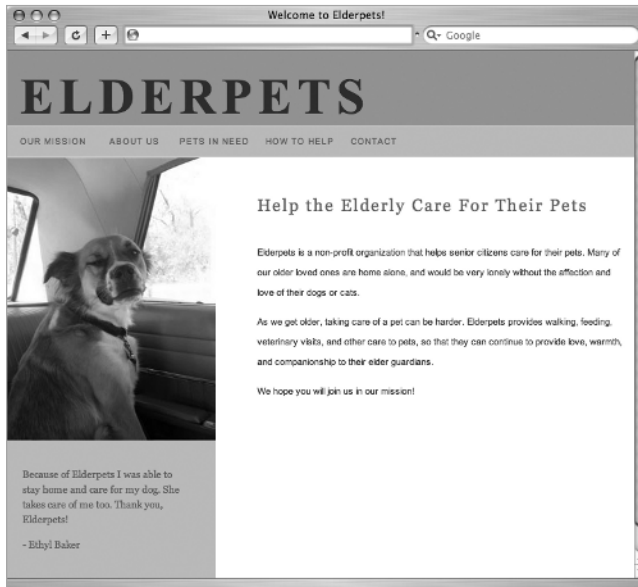 Welcome to Elderpets!
Google
ELDERPETS
OUR MISSION ABOUT US PETS IN NEED HOW TO HELP CONTACT
Help the Elderly Care For Their Pets
Elderpets is a non-profit organization that helps senior citizens care for their pets. Many of
our older loved ones are home alone, and would be very lonely without the affection and
love of their dogs or cats.
As we get older, taking care of a pet can be harder. Elderpets provides walking, feeding,
veterinary visits, and other care to pets, so that they can continue to provide love, warmth,
and companionship to their elder guardians.
We hope you will join us in our mission!
Because of Elderpets I was able to
stay home and care for my dog. She
takes care of me too. Thank you,
Elderpets!
- Ethyl Baker